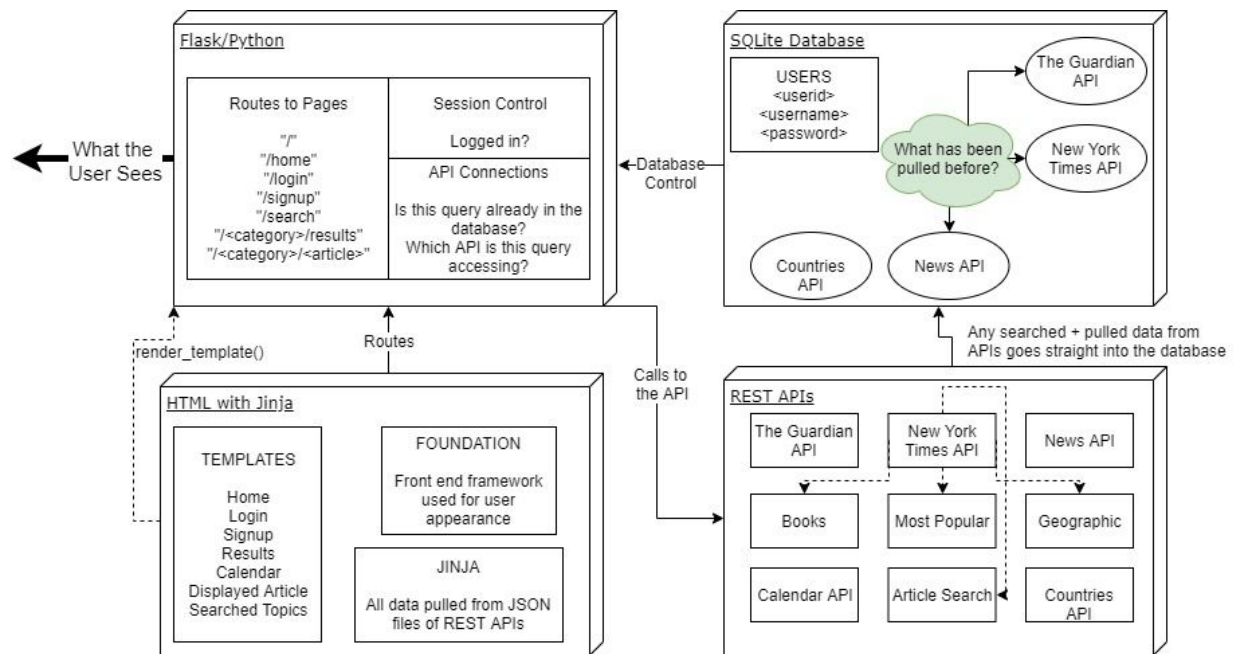 Flask/Python
Routes to Pages
"/"
"/home"
"/login"
"/signup"
"/search"
"/<category>/results"
"/<category>/<article>"
Session Control
Logged in?
API Connections
Is this query already in the
database?
Which API is this query
accessing?
What the
User Sees
Database
Control
SQLite Database
USERS
<userid>
<username>
<password>
What has been
pulled before?
The Guardian
API
New York
Times API
Countries
API
News API
render_template()
Routes
Calls to
the API
Any searched + pulled data from
APIs goes straight into the database
HTML with Jinja
TEMPLATES
Home
Login
Signup
Results
Calendar
Displayed Article
Searched Topics
FOUNDATION
Front end framework
used for user
appearance
JINJA
All data pulled from JSON
files of REST APIs
REST APIs
The Guardian
API
New York
Times API
News API
Books
Most Popular
Geographic
Calendar API
Article Search
Countries
API